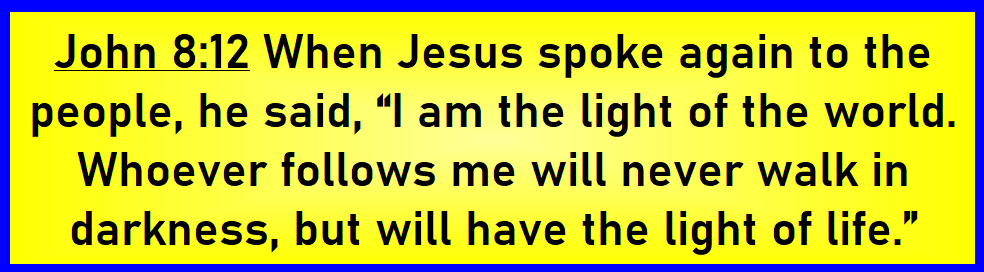 John 8:12 When Jesus spoke again to the
people, he said, “I am the light of the world.
Whoever follows me will never walk in
darkness, but will have the light of life.”